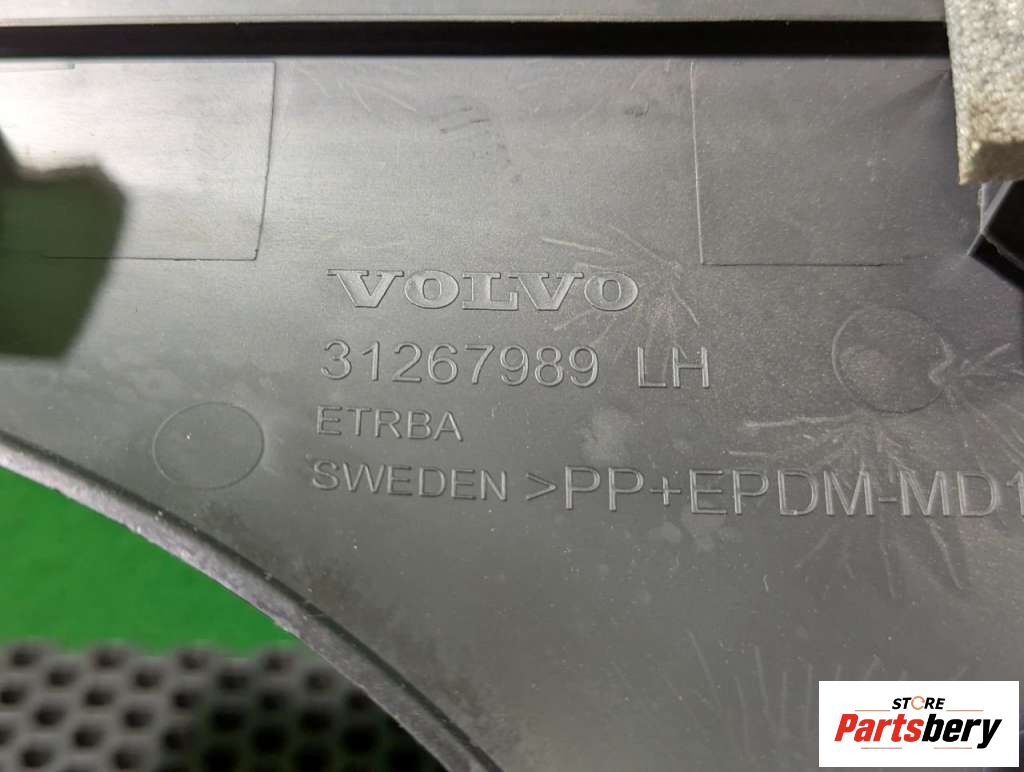 VOLVO
31267989 LH
ETRBA
SWEDEN >PP+EPDM-MD1
STORE
Partsbery